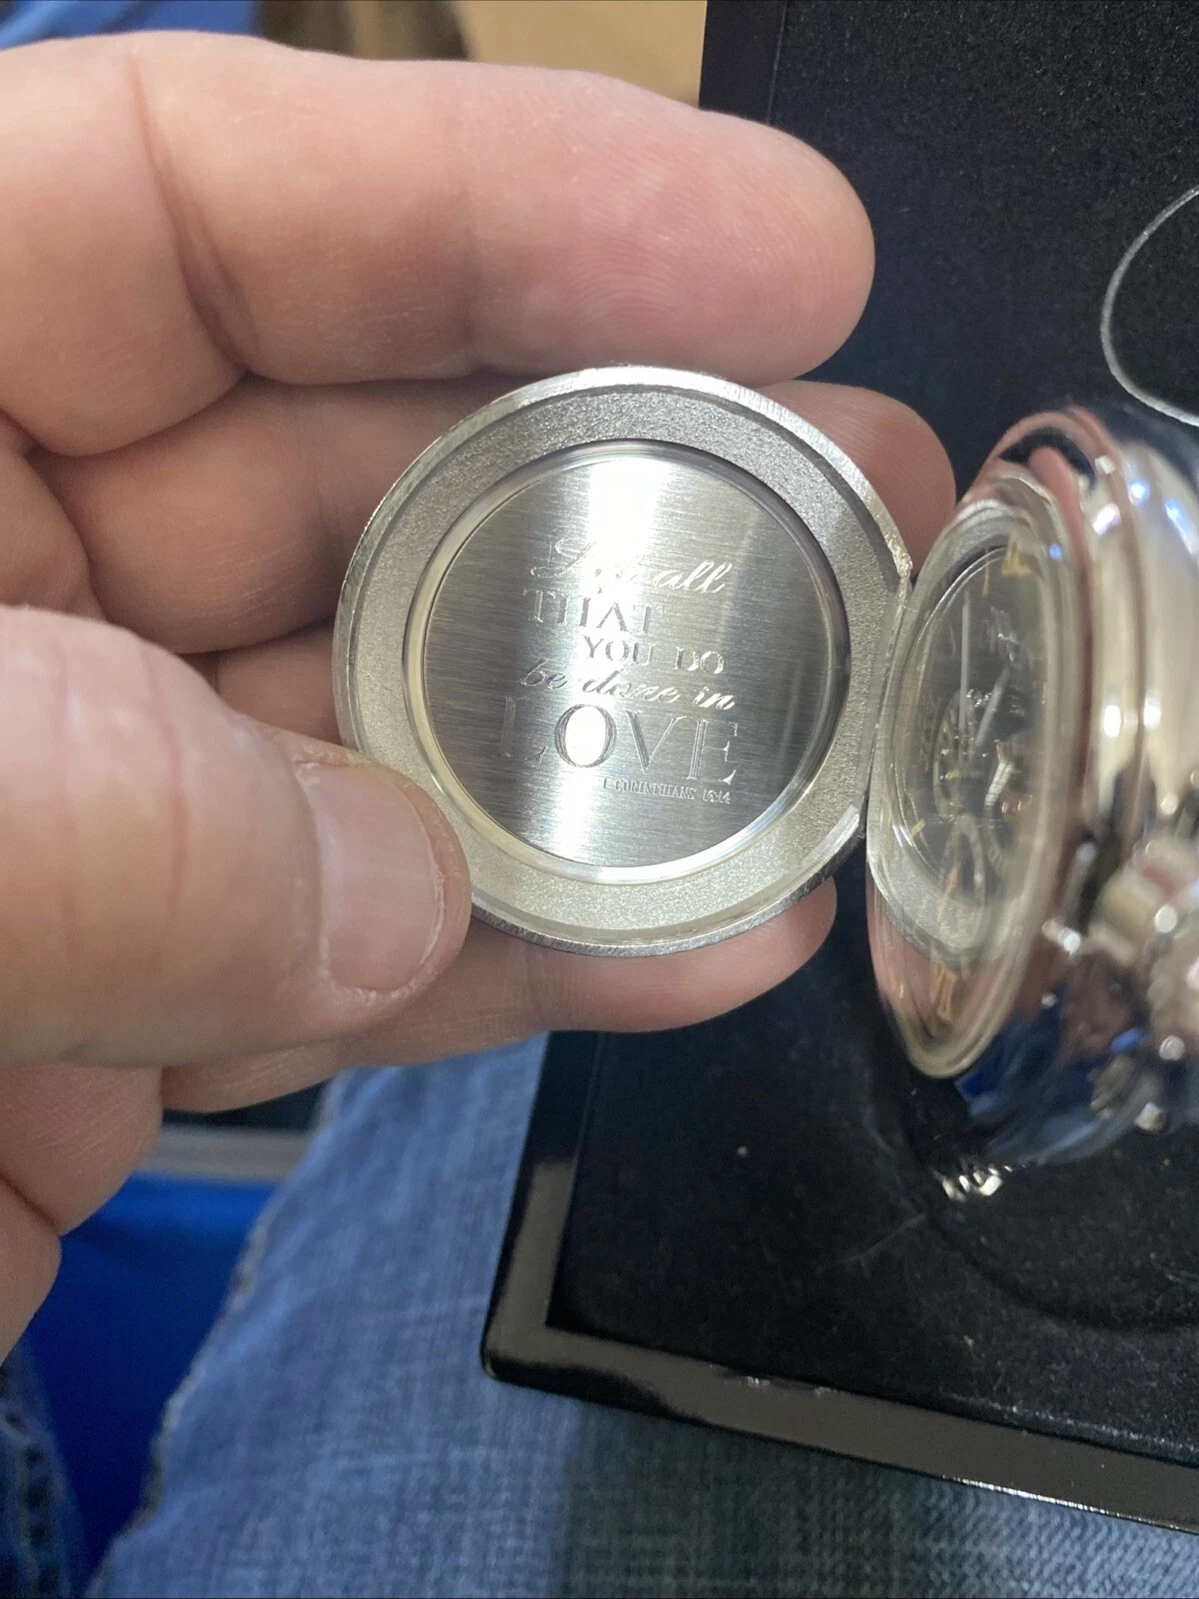 Let all
THAT
YOU DO
be done in
LOVE
1 CORINTHIANS 16:14